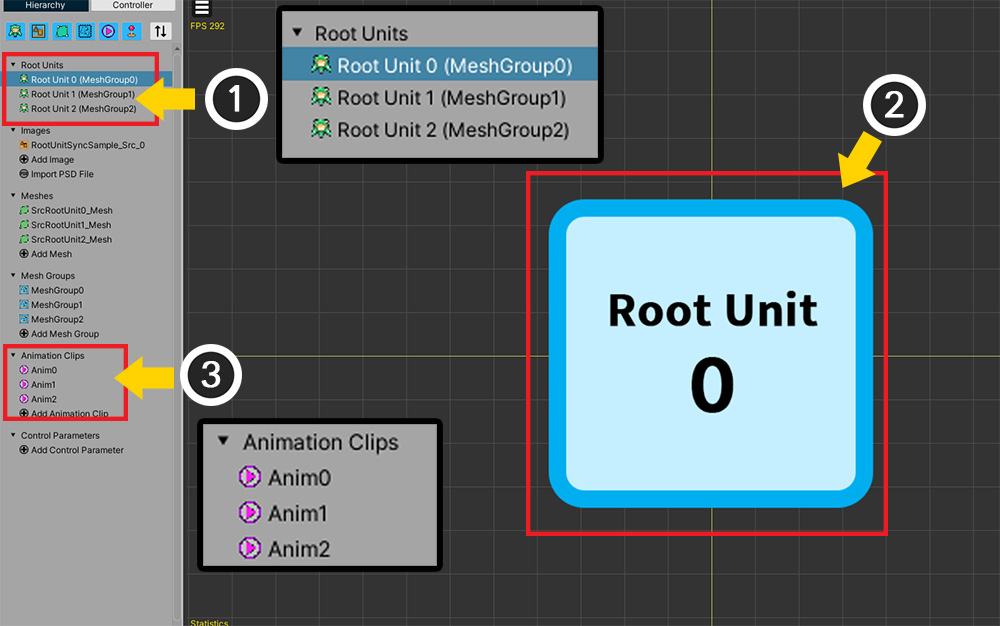 Hierarchy
Controller
FPS 292
Root Units
Root Unit 0 (MeshGroup0)
Root Unit 1 (MeshGroup1)
Root Unit 2 (MeshGroup2)
Images
RootUnitSyncSample_Src_0
Add Image
Import PSD File
Meshes
SrcRootUnit0_Mesh
SrcRootUnit1_Mesh
SrcRootUnit2_Mesh
Add Mesh
Mesh Groups
MeshGroup0
MeshGroup1
MeshGroup2
Add Mesh Group
Animation Clips
Anim0
Anim1
Anim2
Add Animation Clip
Control Parameters
Add Control Parameter
1
Root Units
Root Unit 0 (MeshGroup0)
Root Unit 1 (MeshGroup1)
Root Unit 2 (MeshGroup2)
2
Root Unit
0
3
Animation Clips
Anim0
Anim1
Anim2
Statistics